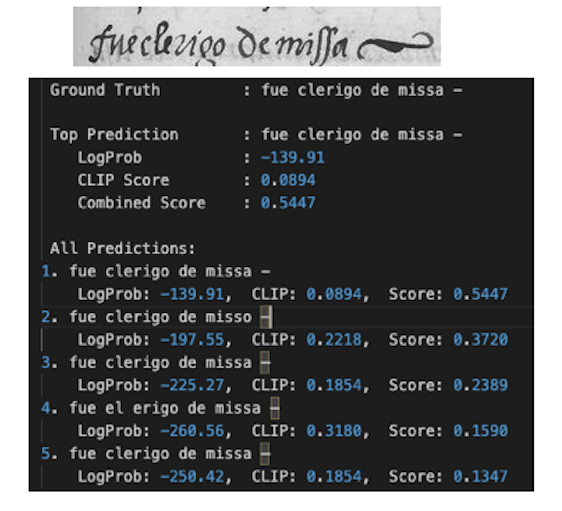 fue clerigo de missa
Ground Truth : fue clerigo de missa –
Top Prediction : fue clerigo de missa –
LogProb : -139.91
CLIP Score : 0.0894
Combined Score : 0.5447
All Predictions:
1. fue clerigo de missa –
LogProb: -139.91, CLIP: 0.0894, Score: 0.5447
2. fue clerigo de misso –
LogProb: -197.55, CLIP: 0.2218, Score: 0.3720
3. fue clerigo de missa –
LogProb: -225.27, CLIP: 0.1854, Score: 0.2389
4. fue el erigo de missa –
LogProb: -260.56, CLIP: 0.3180, Score: 0.1590
5. fue clerigo de missa –
LogProb: -250.42, CLIP: 0.1854, Score: 0.1347